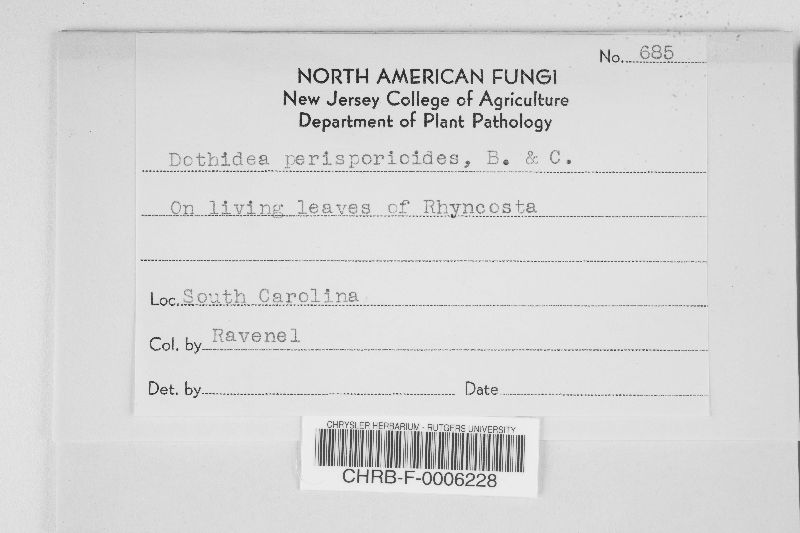 No. 685
NORTH AMERICAN FUNGI
New Jersey College of Agriculture
Department of Plant Pathology
Dothidea perisporioides, B. & C.
On living leaves of Rhyncosta
Loc. South Carolina
Col. by Ravenel
Det. by
Date
CHRYSLER HERBARIUM - RUTGERS UNIVERSITY
CHRB-F-0006228